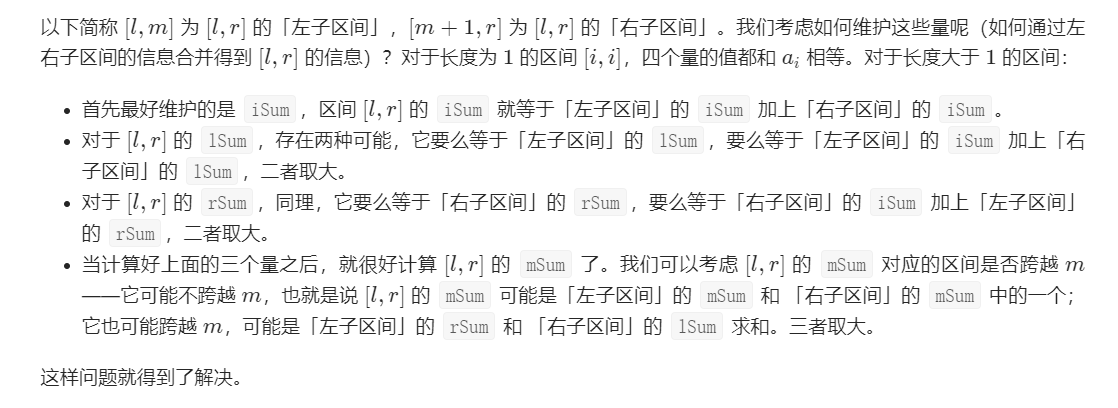 以下简称 [l, m] 为 [l, r] 的「左子区间」，[m + 1, r] 为 [l, r] 的「右子区间」。我们考虑如何维护这些量呢（如何通过左
右子区间的信息合并得到 [l, r] 的信息）？对于长度为 1 的区间 [i, i]，四个量的值都和 aᵢ 相等。对于长度大于 1 的区间：
• 首先最好维护的是 iSum，区间 [l, r] 的 iSum 就等于「左子区间」的 iSum 加上「右子区间」的 iSum。
• 对于 [l, r] 的 lSum，存在两种可能，它要么等于「左子区间」的 lSum，要么等于「左子区间」的 iSum 加上「右
子区间」的 lSum，二者取大。
• 对于 [l, r] 的 rSum，同理，它要么等于「右子区间」的 rSum，要么等于「右子区间」的 iSum 加上「左子区间」
的 rSum，二者取大。
• 当计算好上面的三个量之后，就很好计算 [l, r] 的 mSum 了。我们可以考虑 [l, r] 的 mSum 对应的区间是否跨越 m
——它可能不跨越 m，也就是说 [l, r] 的 mSum 可能是「左子区间」的 mSum 和 「右子区间」的 mSum 中的一个；
它也可能跨越 m，可能是「左子区间」的 rSum 和 「右子区间」的 lSum 求和。三者取大。
这样问题就得到了解决。